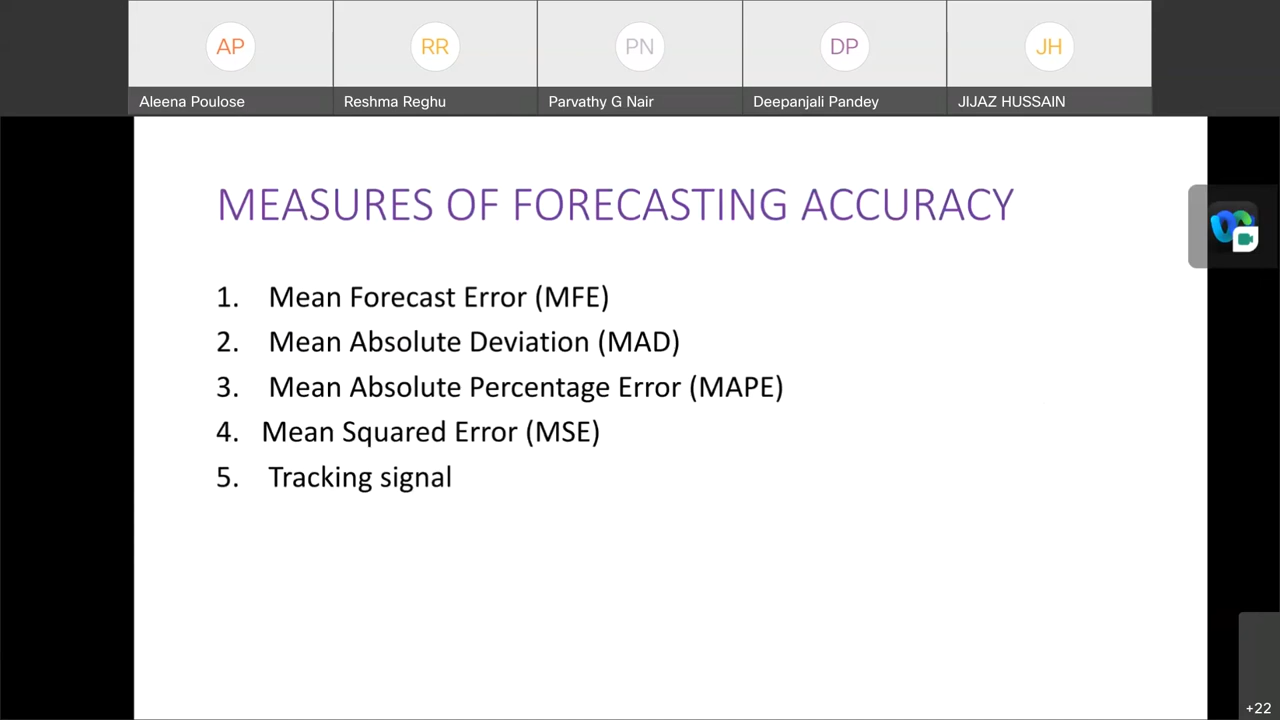 AP
RR
PN
DP
JH
Aleena Poulose
Reshma Reghu
Parvathy G Nair
Deepanjali Pandey
JIJAZ HUSSAIN
MEASURES OF FORECASTING ACCURACY
1. Mean Forecast Error (MFE)
2. Mean Absolute Deviation (MAD)
3. Mean Absolute Percentage Error (MAPE)
4. Mean Squared Error (MSE)
5. Tracking signal
+22